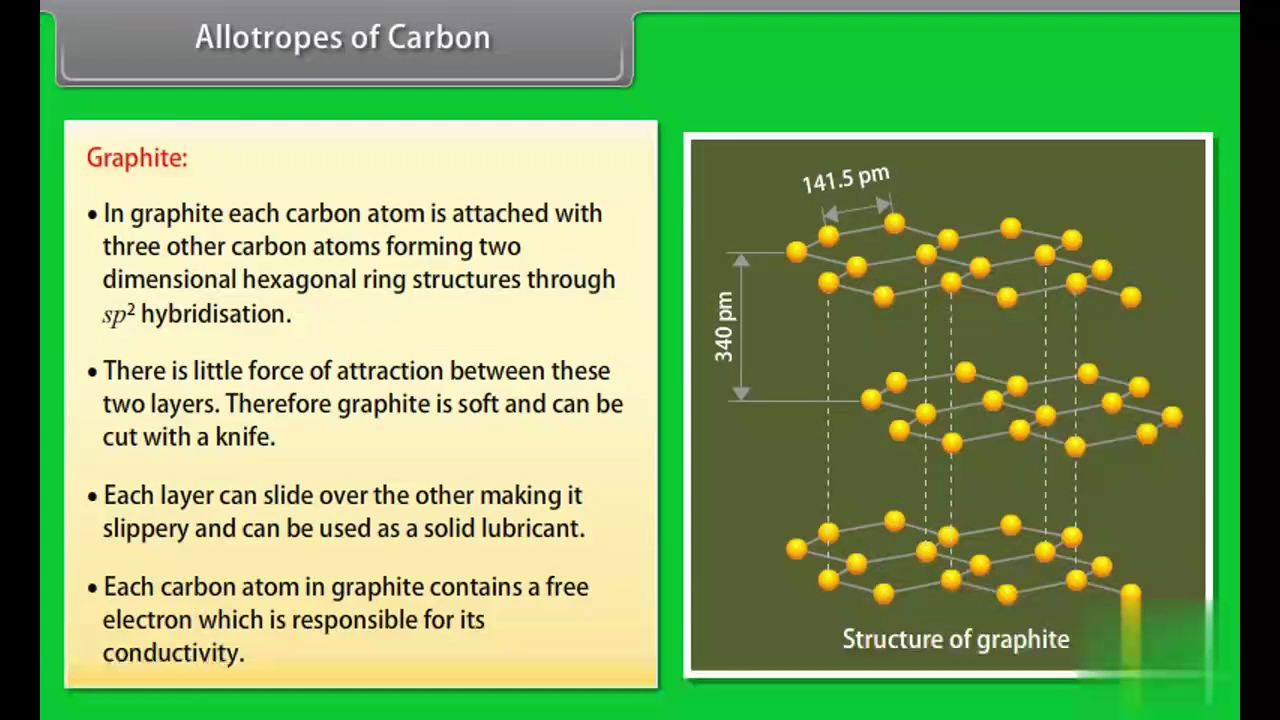 Allotropes of Carbon
Graphite:
• In graphite each carbon atom is attached with
three other carbon atoms forming two
dimensional hexagonal ring structures through
sp² hybridisation.
• There is little force of attraction between these
two layers. Therefore graphite is soft and can be
cut with a knife.
• Each layer can slide over the other making it
slippery and can be used as a solid lubricant.
• Each carbon atom in graphite contains a free
electron which is responsible for its
conductivity.
141.5 pm
340 pm
Structure of graphite